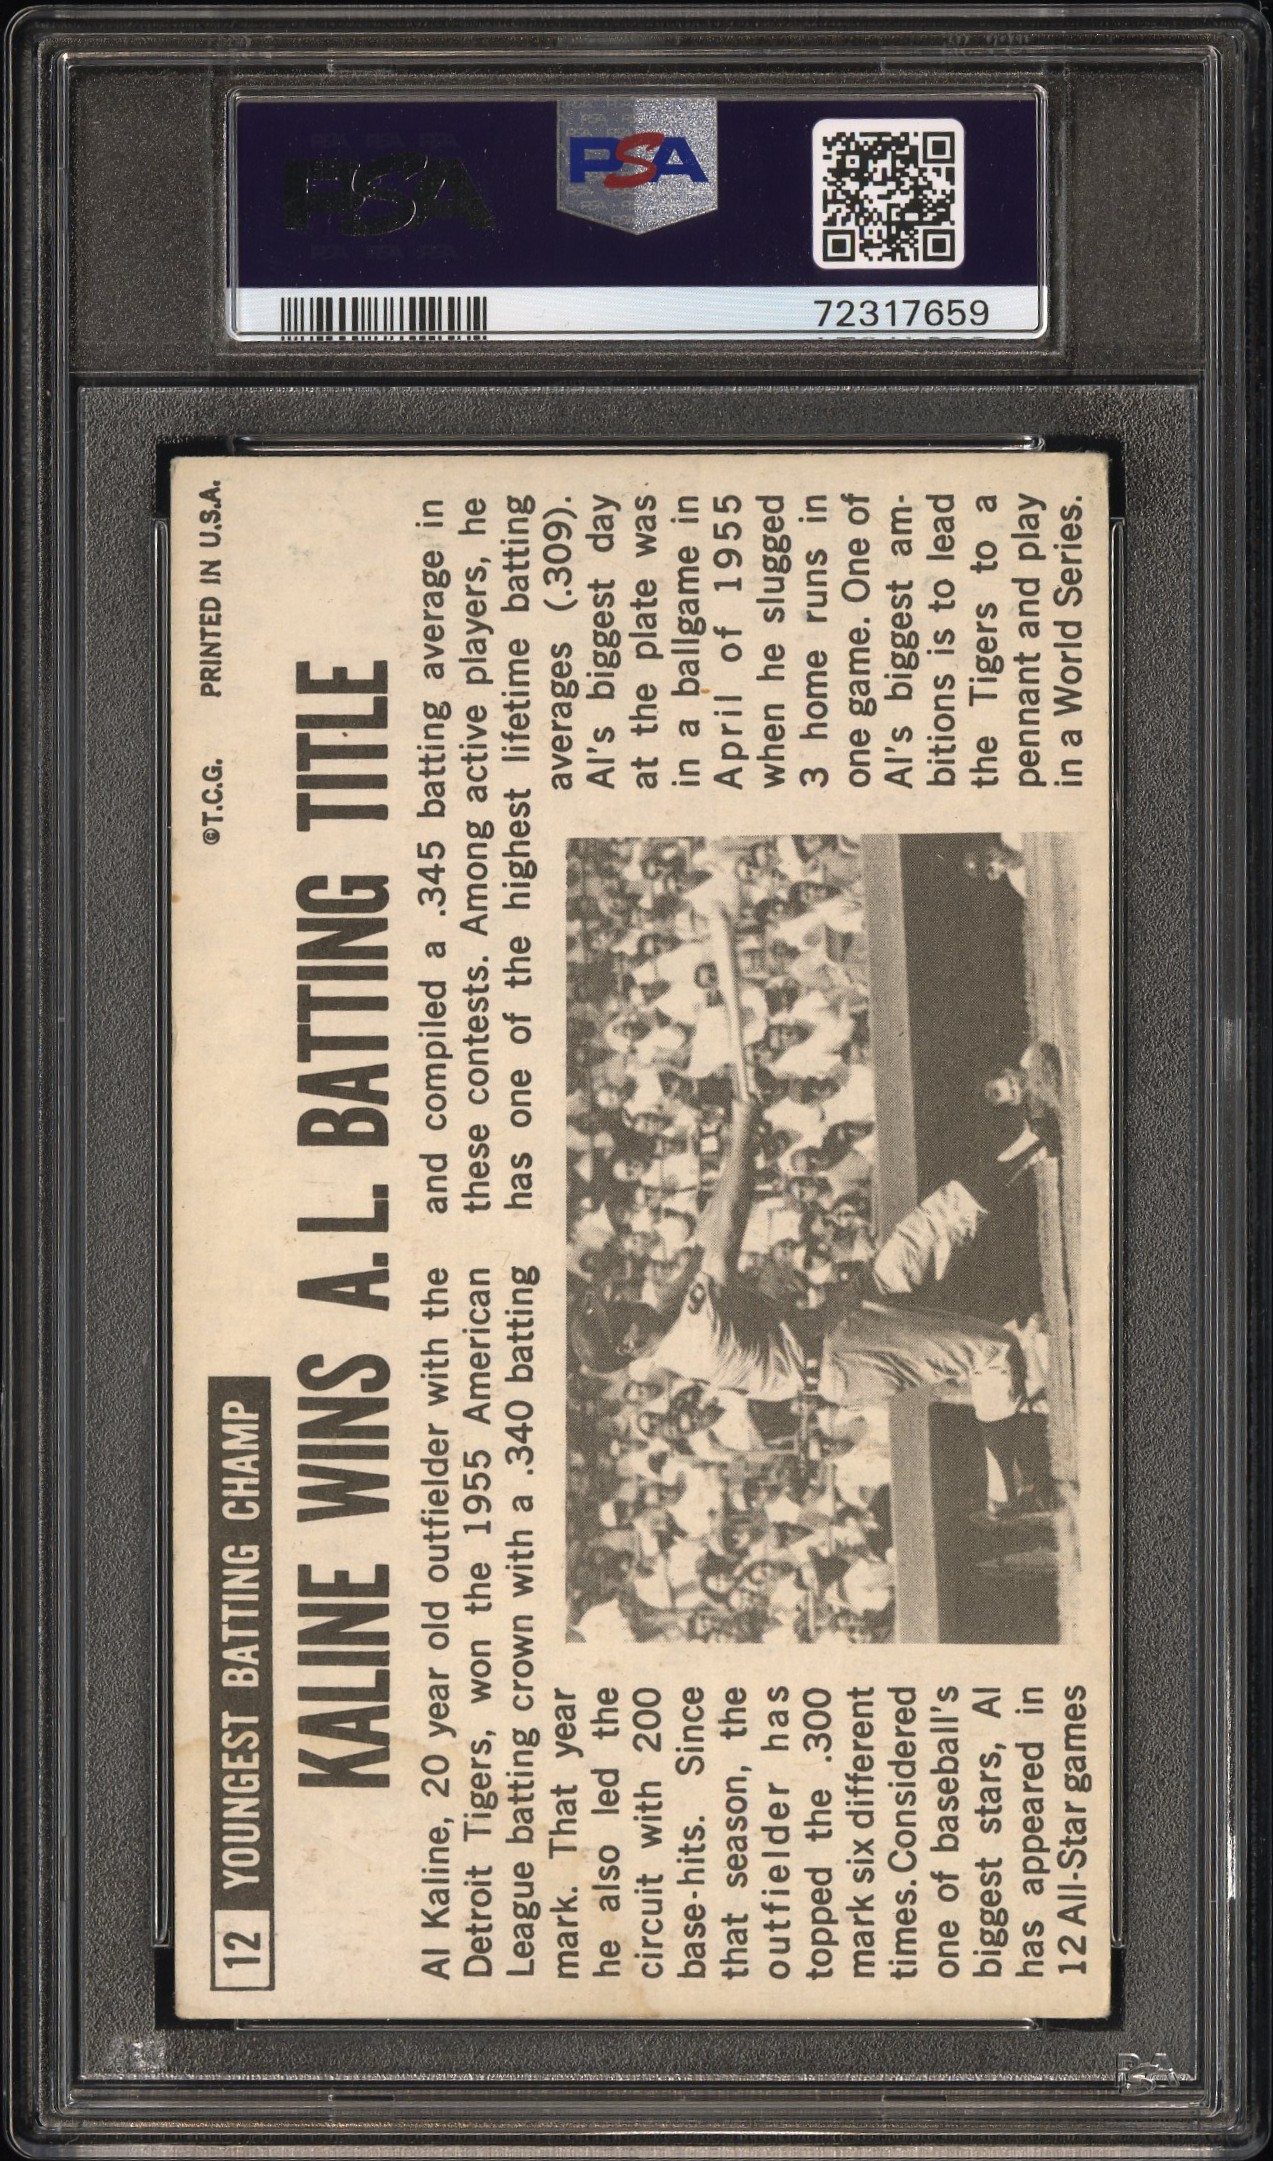 PSA
PSA
72317659
12 YOUNGEST BATTING CHAMP
©T.C.G. PRINTED IN U.S.A.
KALINE WINS A.L. BATTING TITLE
Al Kaline, 20 year old outfielder with the
Detroit Tigers, won the 1955 American
League batting crown with a .340 batting
mark. That year
he also led the
circuit with 200
base-hits. Since
that season, the
outfielder has
topped the .300
mark six different
times. Considered
one of baseball's
biggest stars, Al
has appeared in
12 All-Star games
and compiled a .345 batting average in
these contests. Among active players, he
has one of the highest lifetime batting
averages (.309).
Al's biggest day
at the plate was
in a ballgame in
April of 1955
when he slugged
3 home runs in
one game. One of
Al's biggest am-
bitions is to lead
the Tigers to a
pennant and play
in a World Series.
PSA